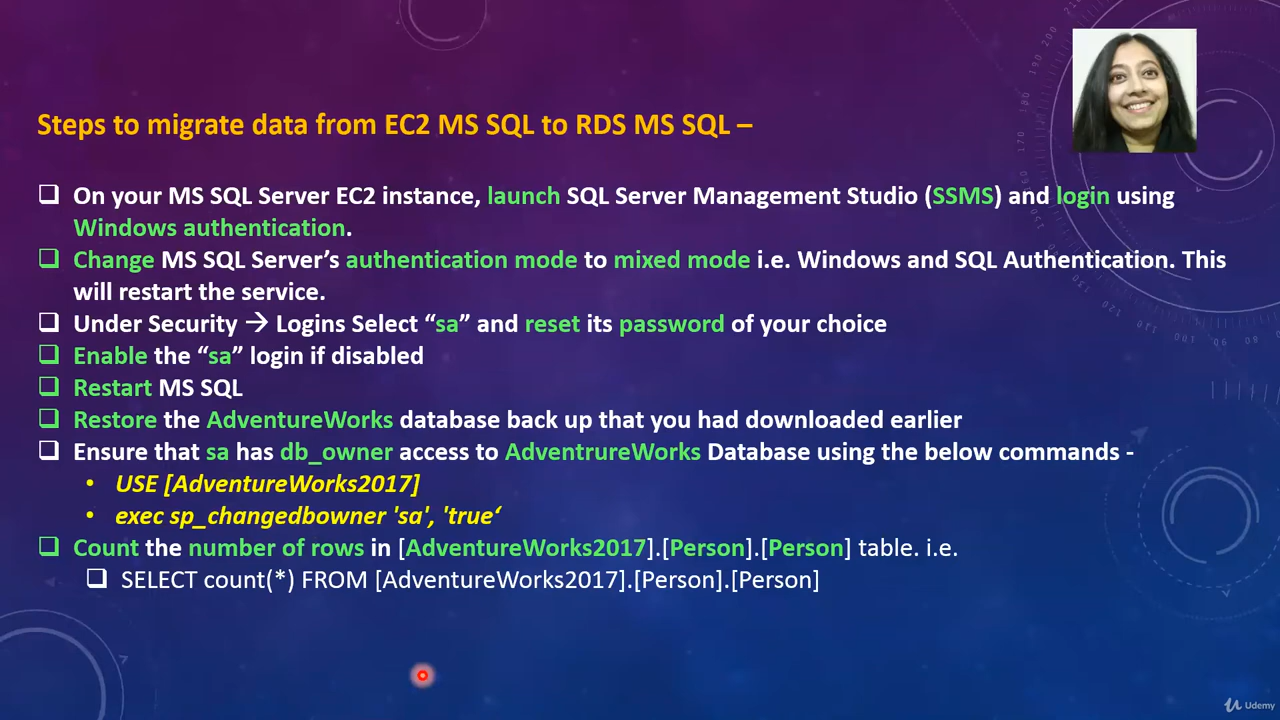 Steps to migrate data from EC2 MS SQL to RDS MS SQL –
❑ On your MS SQL Server EC2 instance, launch SQL Server Management Studio (SSMS) and login using
Windows authentication.
❑ Change MS SQL Server’s authentication mode to mixed mode i.e. Windows and SQL Authentication. This
will restart the service.
❑ Under Security → Logins Select “sa” and reset its password of your choice
❑ Enable the “sa” login if disabled
❑ Restart MS SQL
❑ Restore the AdventureWorks database back up that you had downloaded earlier
❑ Ensure that sa has db_owner access to AdventrureWorks Database using the below commands -
• USE [AdventureWorks2017]
• exec sp_changedbowner 'sa', 'true‘
❑ Count the number of rows in [AdventureWorks2017].[Person].[Person] table. i.e.
❑ SELECT count(*) FROM [AdventureWorks2017].[Person].[Person]
Udemy